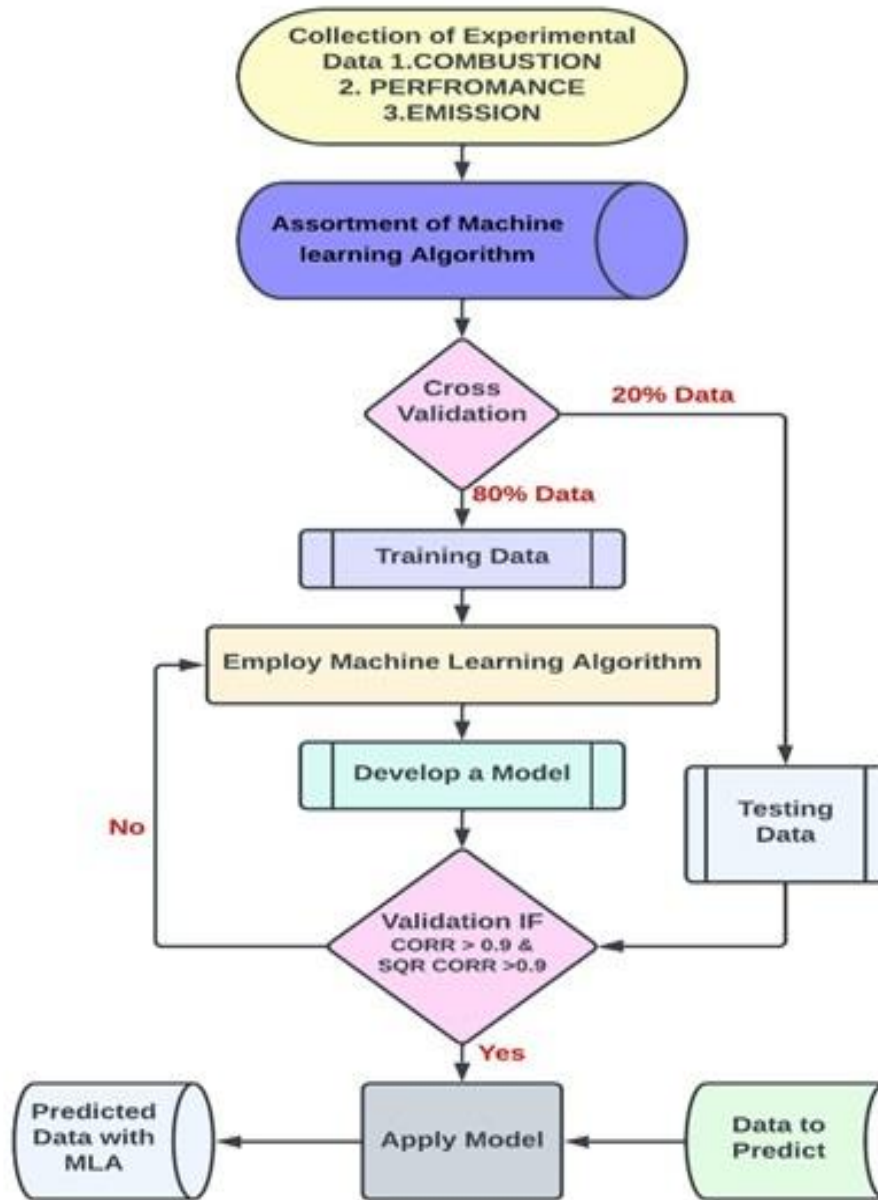 Collection of Experimental
Data 1.COMBUSTION
2. PERFROMANCE
3.EMISSION
Assortment of Machine
learning Algorithm
Cross
Validation
20% Data
80% Data
Training Data
Employ Machine Learning Algorithm
Develop a Model
Testing
Data
No
Validation IF
CORR > 0.9 &
SQR CORR >0.9
Yes
Predicted
Data with
MLA
Apply Model
Data to
Predict